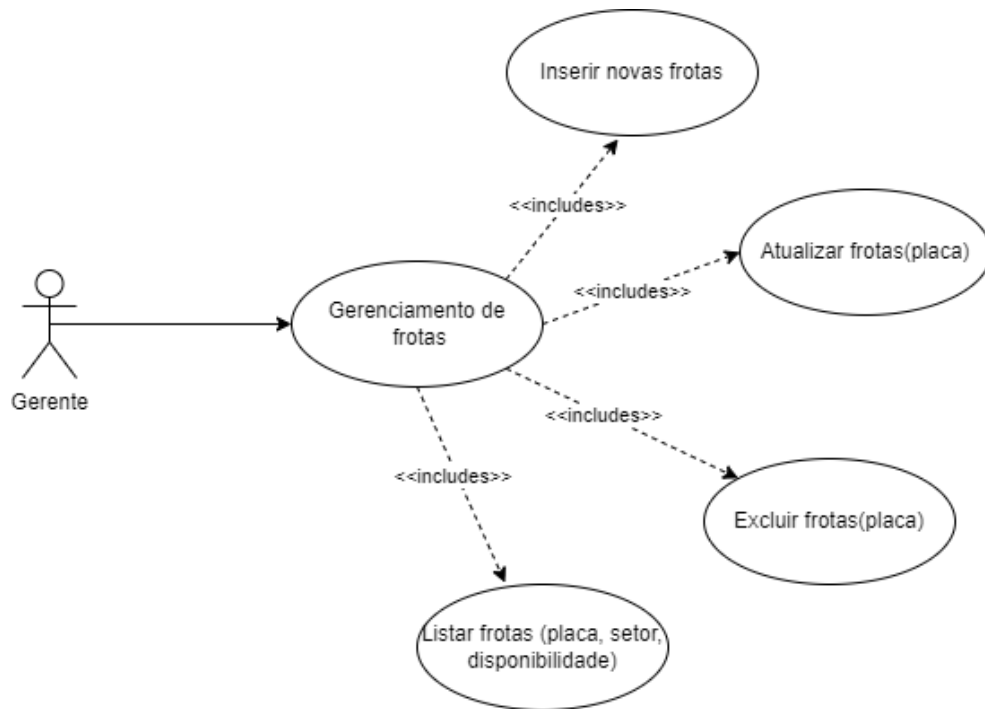 Inserir novas frotas
<<includes>>
Atualizar frotas(placa)
<<includes>>
Gerenciamento de
frotas
Gerente
<<includes>>
<<includes>>
Excluir frotas(placa)
Listar frotas (placa, setor,
disponibilidade)